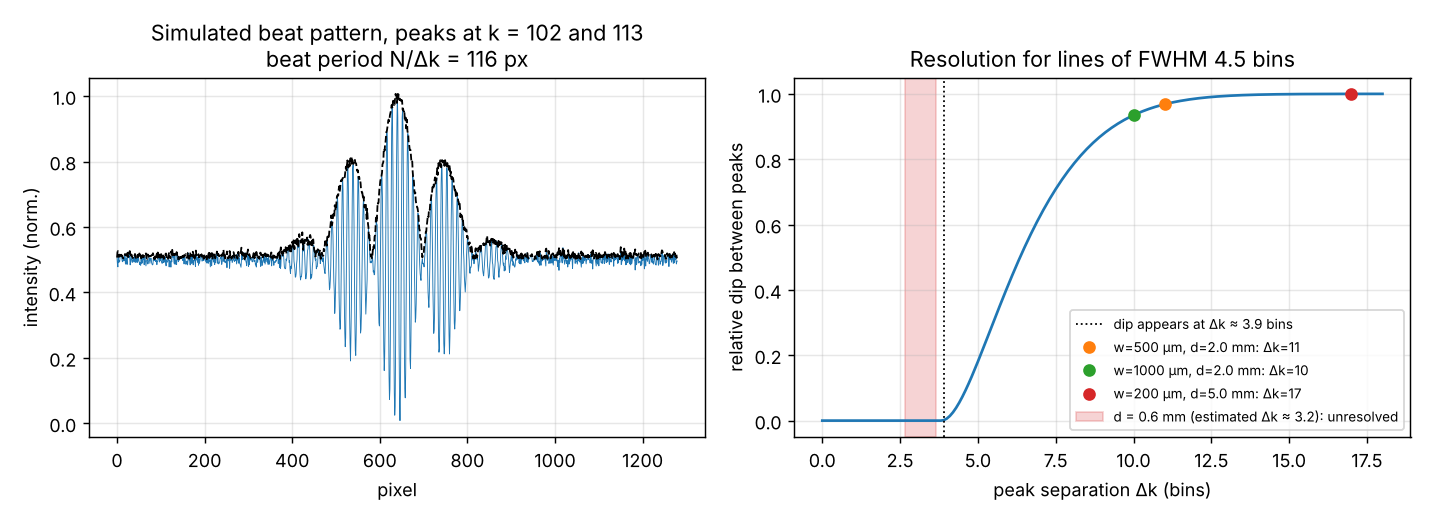 Simulated beat pattern, peaks at k = 102 and 113
beat period N/Δk = 116 px
intensity (norm.)
1.0
0.8
0.6
0.4
0.2
0.0
0
200
400
600
800
1000
1200
pixel
Resolution for lines of FWHM 4.5 bins
relative dip between peaks
1.0
0.8
0.6
0.4
0.2
0.0
dip appears at Δk ≈ 3.9 bins
w=500 μm, d=2.0 mm: Δk=11
w=1000 μm, d=2.0 mm: Δk=10
w=200 μm, d=5.0 mm: Δk=17
d = 0.6 mm (estimated Δk ≈ 3.2): unresolved
0.0
2.5
5.0
7.5
10.0
12.5
15.0
17.5
peak separation Δk (bins)